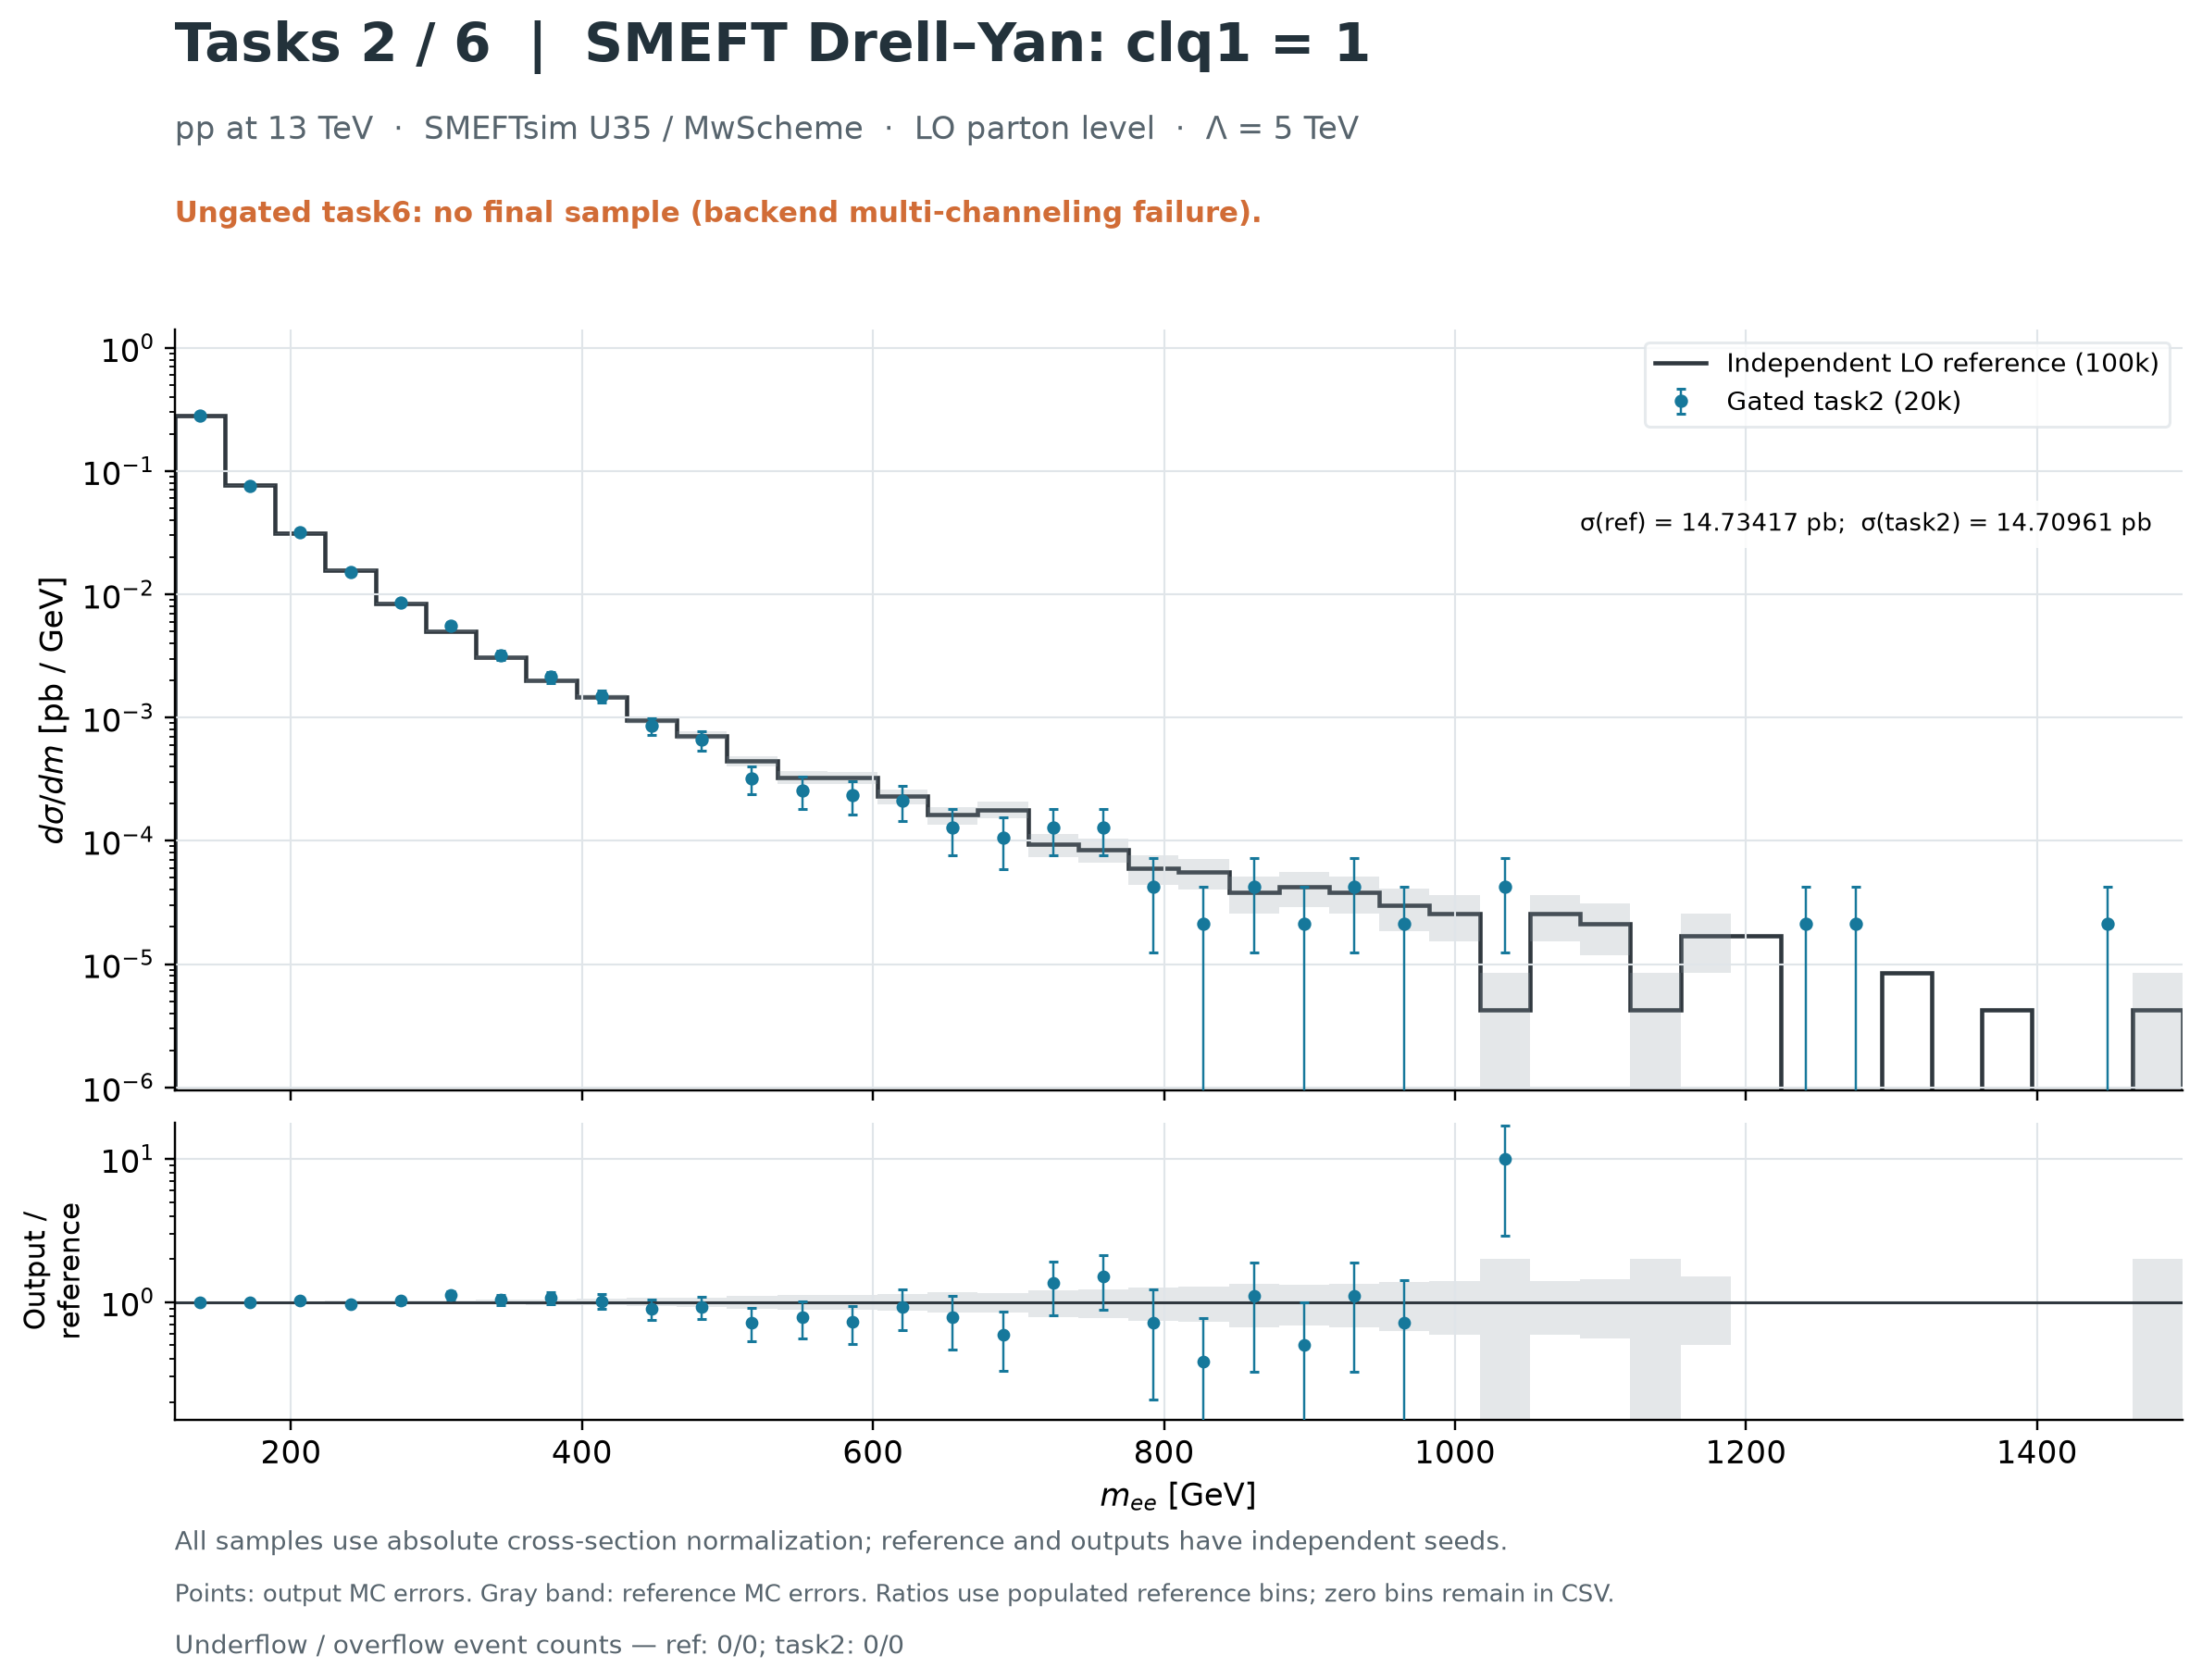 Tasks 2 / 6 | SMEFT Drell–Yan: clq1 = 1
pp at 13 TeV · SMEFTsim U35 / MwScheme · LO parton level · Λ = 5 TeV
Ungated task6: no final sample (backend multi-channeling failure).
10⁰
10⁻¹
10⁻²
10⁻³
10⁻⁴
10⁻⁵
10⁻⁶
dσ/dm [pb / GeV]
Independent LO reference (100k)
Gated task2 (20k)
σ(ref) = 14.73417 pb; σ(task2) = 14.70961 pb
10¹
10⁰
Output /
reference
200 400 600 800 1000 1200 1400
mₑₑ [GeV]
All samples use absolute cross-section normalization; reference and outputs have independent seeds.
Points: output MC errors. Gray band: reference MC errors. Ratios use populated reference bins; zero bins remain in CSV.
Underflow / overflow event counts — ref: 0/0; task2: 0/0